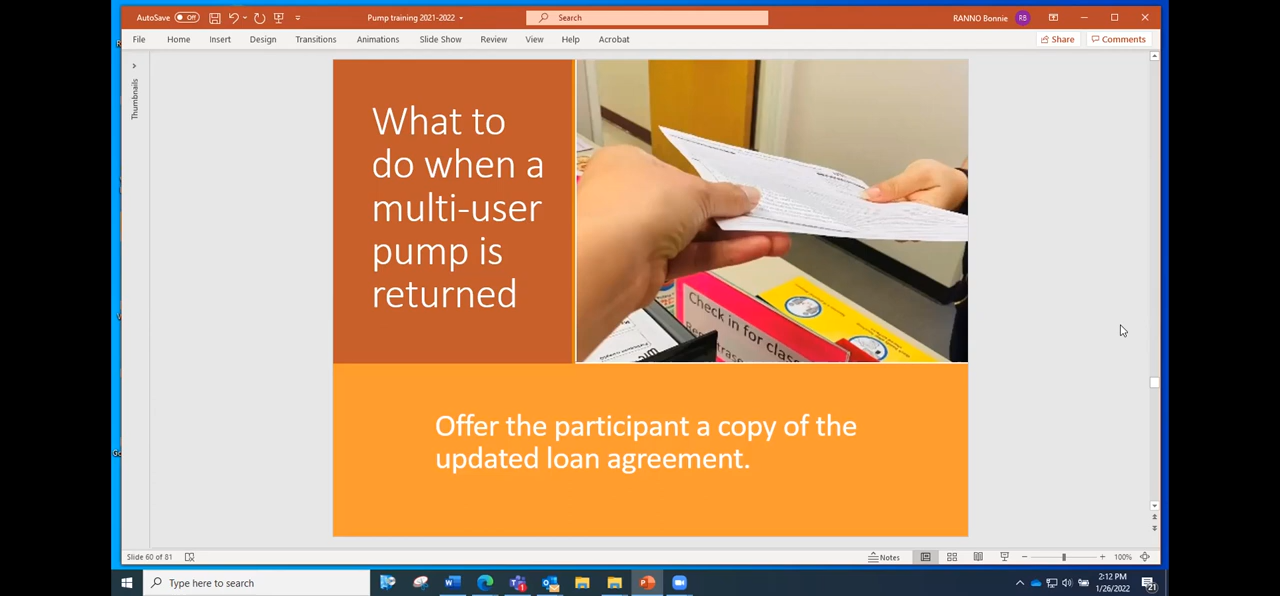 AutoSave
Off
Pump training 2021-2022
Search
RANNO Bonnie
RB
File
Home
Insert
Design
Transitions
Animations
Slide Show
Review
View
Help
Acrobat
Share
Comments
Thumbnails
What to
do when a
multi-user
pump is
returned
Check in for class
Offer the participant a copy of the
updated loan agreement.
Slide 60 of 81
Notes
100%
Type here to search
2:12 PM
1/26/2022
21